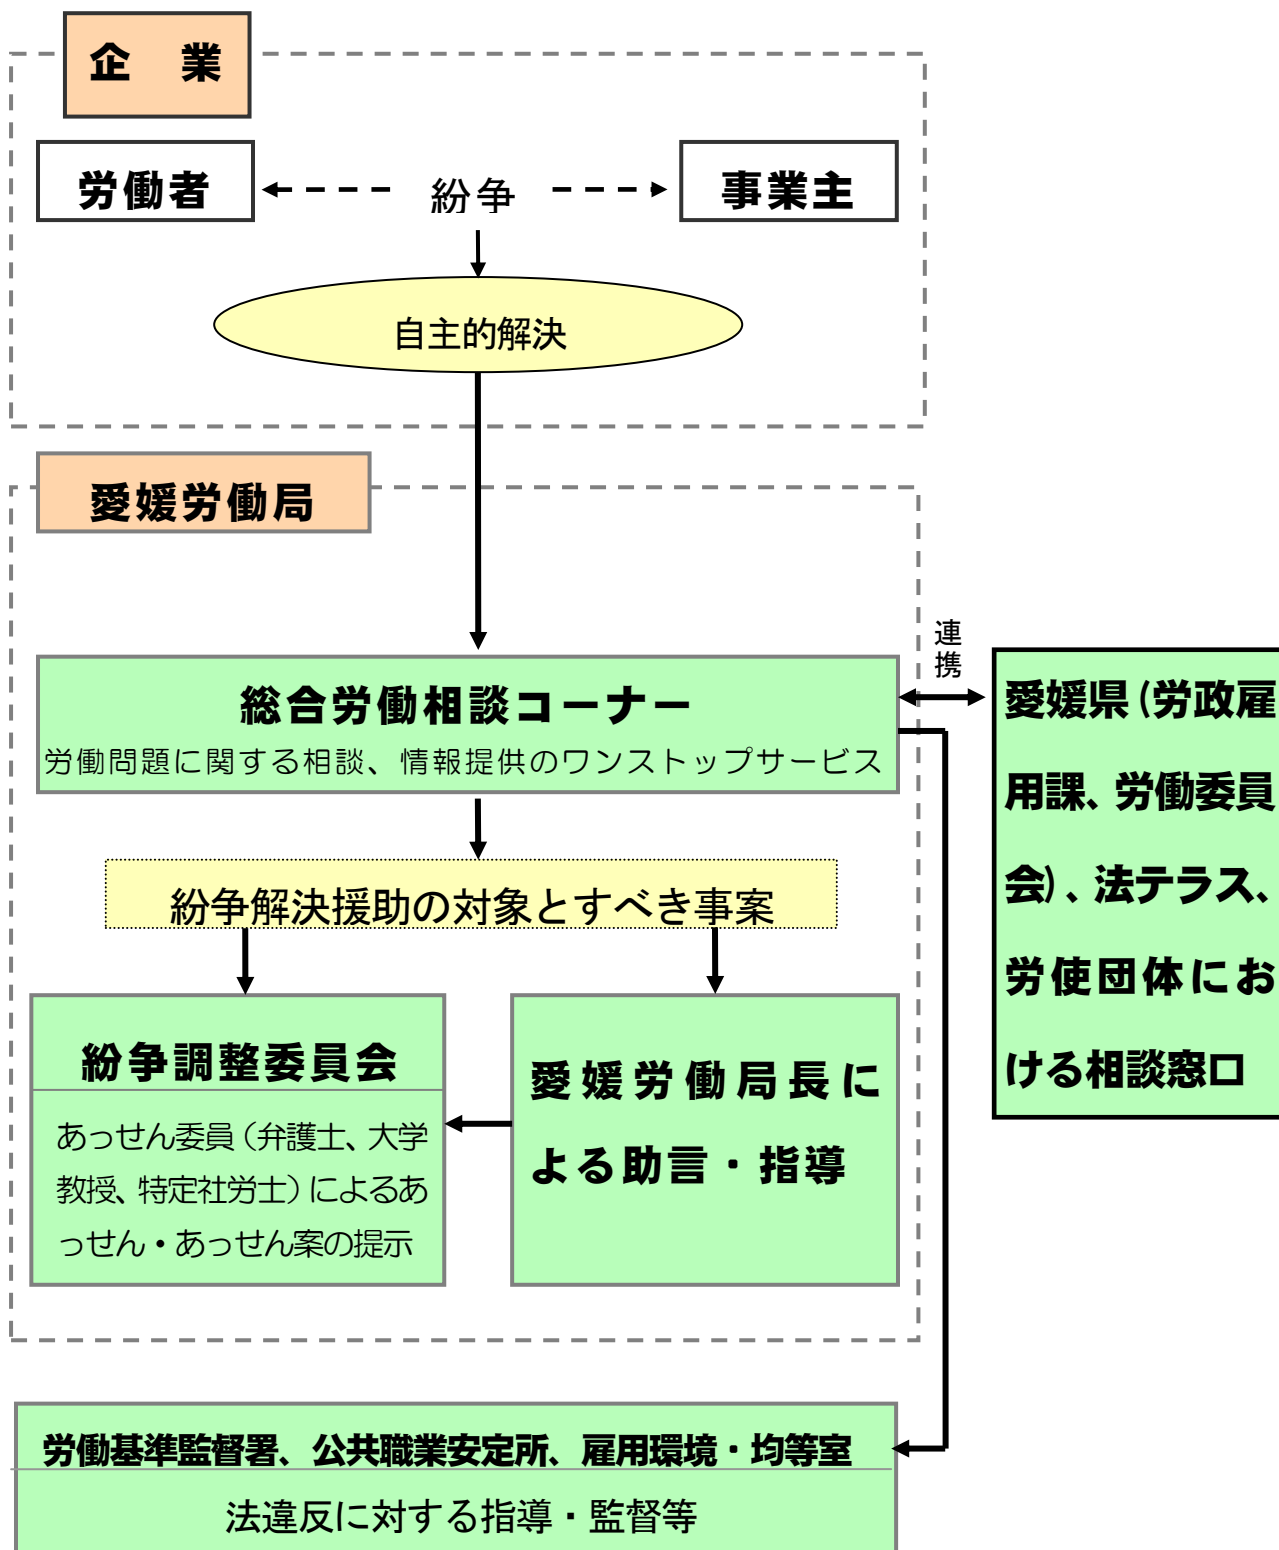 企　業
労働者
紛争
事業主
自主的解決
愛媛労働局
連
携
総合労働相談コーナー
労働問題に関する相談、情報提供のワンストップサービス
愛媛県(労政雇
用課、労働委員
会)、法テラス、
労使団体にお
ける相談窓口
紛争解決援助の対象とすべき事案
紛争調整委員会
あっせん委員(弁護士、大学
教授、特定社労士)によるあ
っせん・あっせん案の提示
愛媛労働局長に
よる助言・指導
労働基準監督署、公共職業安定所、雇用環境・均等室
法違反に対する指導・監督等